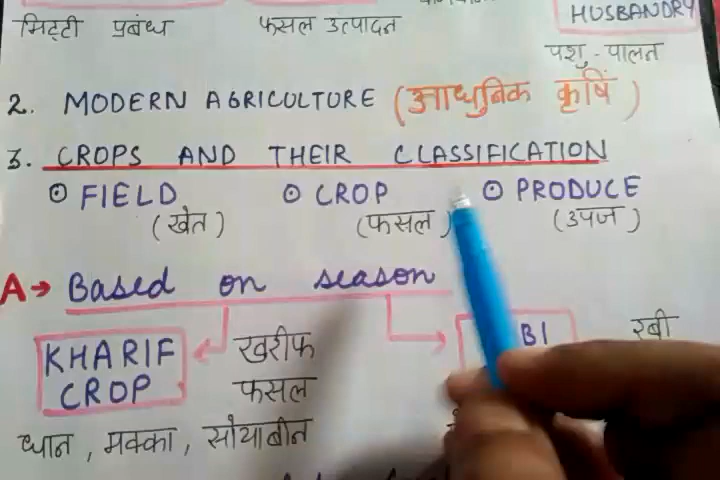 HUSBANDRY
मिट्टी प्रबंध फसल उत्पादन
पशु-पालन
2. MODERN AGRICULTURE (आधुनिक कृषि)
3. CROPS AND THEIR CLASSIFICATION
FIELD CROP PRODUCE
(खेत) (फसल) (उपज)
A→ Based on season
KHARIF CROP खरीफ फसल
BI रबी
धान, मक्का, सोयाबीन